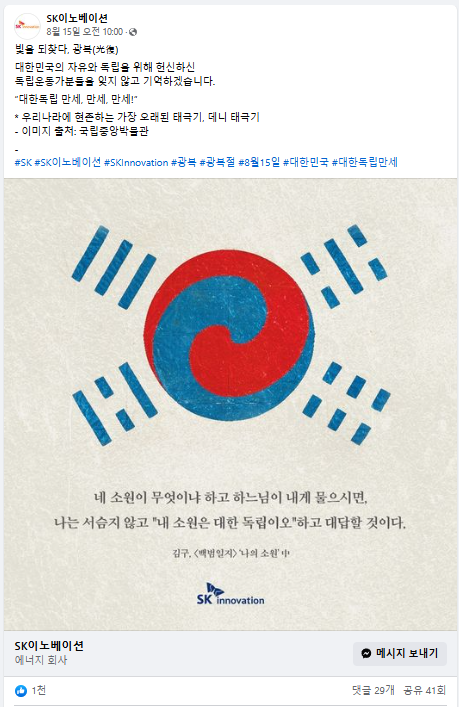 SK이노베이션
8월 15일 오전 10:00 ·
빛을 되찾다, 광복(光復)
대한민국의 자유와 독립을 위해 헌신하신
독립운동가분들을 잊지 않고 기억하겠습니다.
"대한독립 만세, 만세, 만세!"
* 우리나라에 현존하는 가장 오래된 태극기, 데니 태극기
- 이미지 출처: 국립중앙박물관
-
#SK #SK이노베이션 #SKInnovation #광복 #광복절 #8월15일 #대한민국 #대한독립만세
네 소원이 무엇이냐 하고 하느님이 내게 물으시면,
나는 서슴지 않고 "내 소원은 대한 독립이오"하고 대답할 것이다.
김구, <백범일지> '나의 소원' 中
SK innovation
SK이노베이션
에너지 회사
메시지 보내기
1천
댓글 29개 공유 41회